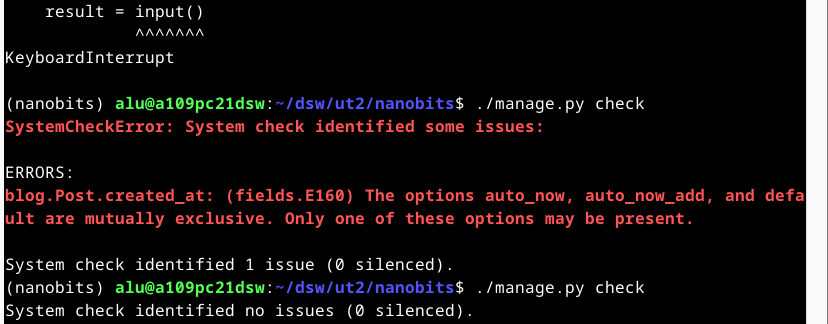 result = input()
^^^^^^^
KeyboardInterrupt
(nanobits) alu@a109pc21dsw:~/dsw/ut2/nanobits$ ./manage.py check
SystemCheckError: System check identified some issues:
ERRORS:
blog.Post.created_at: (fields.E160) The options auto_now, auto_now_add, and defa
ult are mutually exclusive. Only one of these options may be present.
System check identified 1 issue (0 silenced).
(nanobits) alu@a109pc21dsw:~/dsw/ut2/nanobits$ ./manage.py check
System check identified no issues (0 silenced).